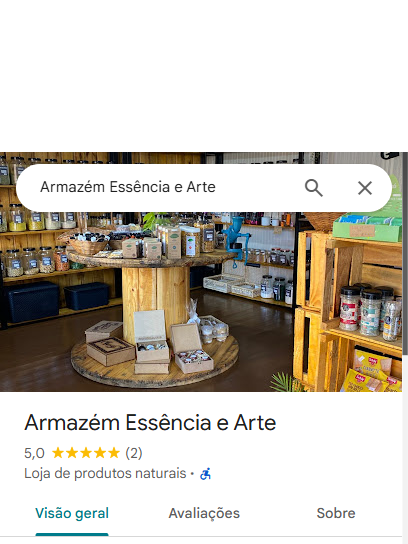 Armazém Essência e Arte
Armazém Essência e Arte
5,0 ★★★★★ (2)
Loja de produtos naturais ·
Visão geral Avaliações Sobre